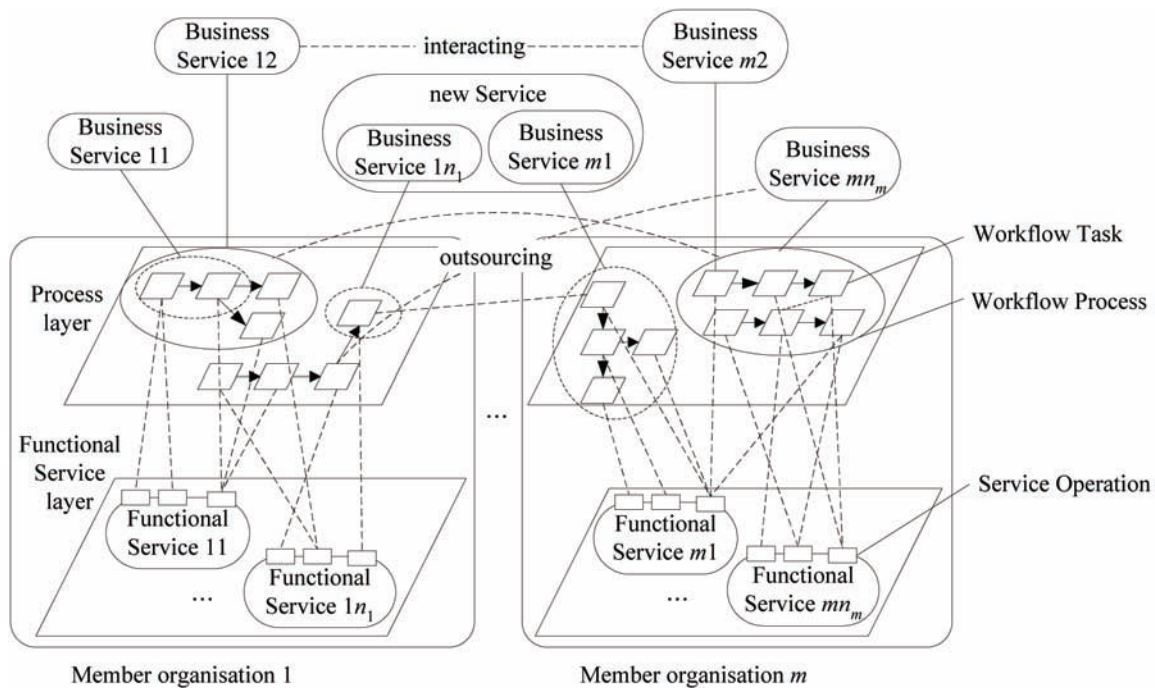 Business
Service 12
interacting
Business
Service m2
new Service
Business
Service 11
Business
Service 1n₁
Business
Service m1
Business
Service mnₘ
outsourcing
Workflow Task
Process
layer
Workflow Process
...
Functional
Service
layer
Service Operation
Functional
Service 11
Functional
Service m1
Functional
Service 1n₁
...
Functional
Service mnₘ
...
Member organisation 1
Member organisation m